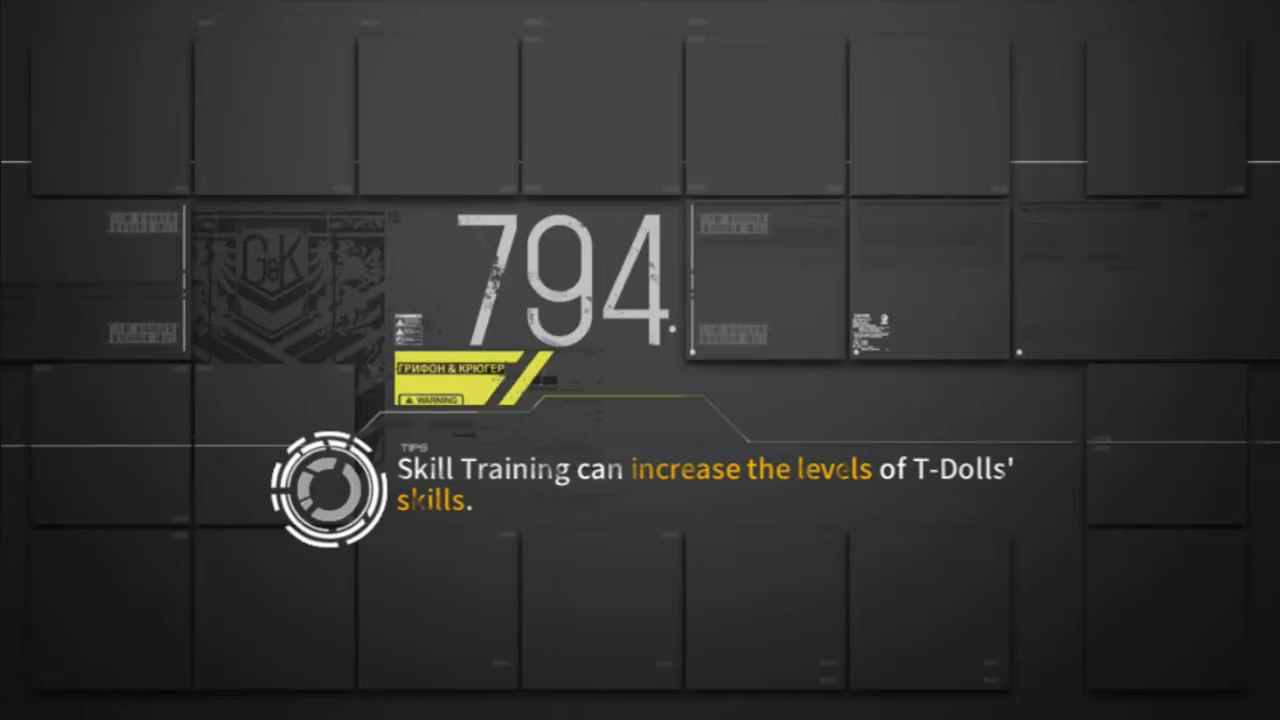 G&K
794.
ГРИФОН & КРЮГЕР
WARNING
TIPS
Skill Training can increase the levels of T-Dolls'
skills.